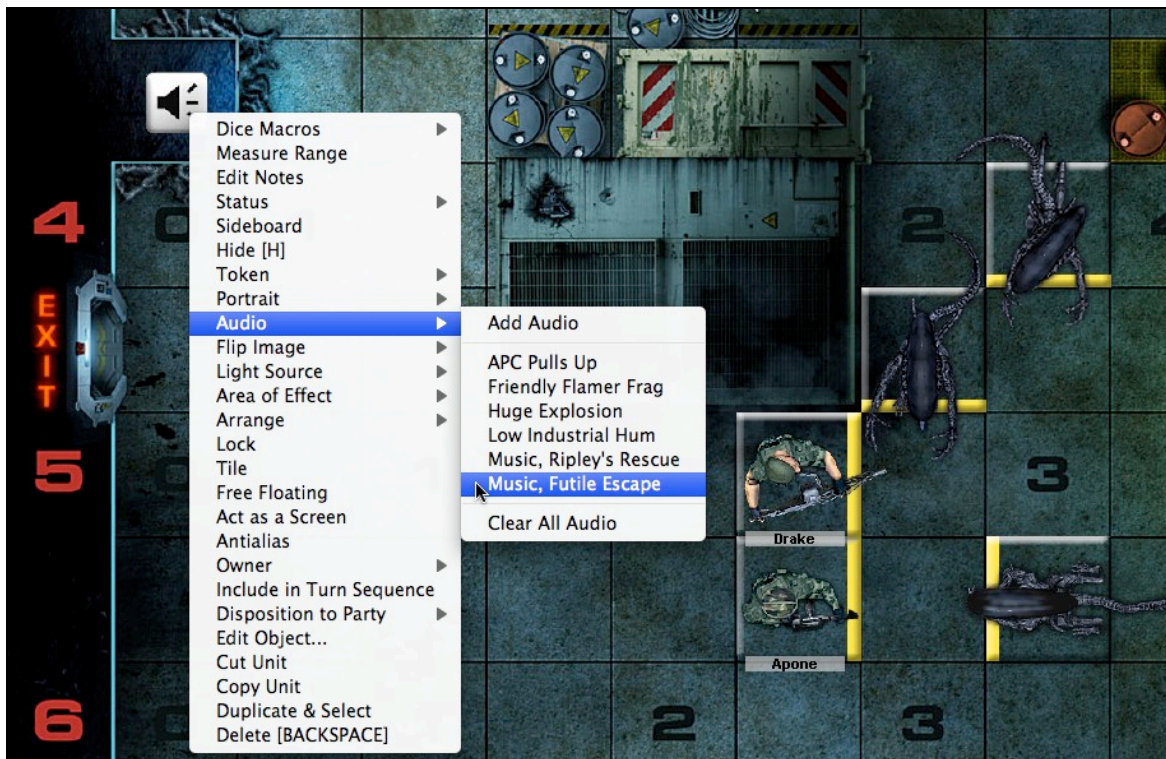 Dice Macros
Measure Range
Edit Notes
Status
Sideboard
Hide [H]
Token
Portrait
Audio
Flip Image
Light Source
Area of Effect
Arrange
Lock
Tile
Free Floating
Act as a Screen
Antialias
Owner
Include in Turn Sequence
Disposition to Party
Edit Object...
Cut Unit
Copy Unit
Duplicate & Select
Delete [BACKSPACE]
Add Audio
APC Pulls Up
Friendly Flamer Frag
Huge Explosion
Low Industrial Hum
Music, Ripley's Rescue
Music, Futile Escape
Clear All Audio
4
EXIT
5
6
2
3
2
3
Drake
Apone